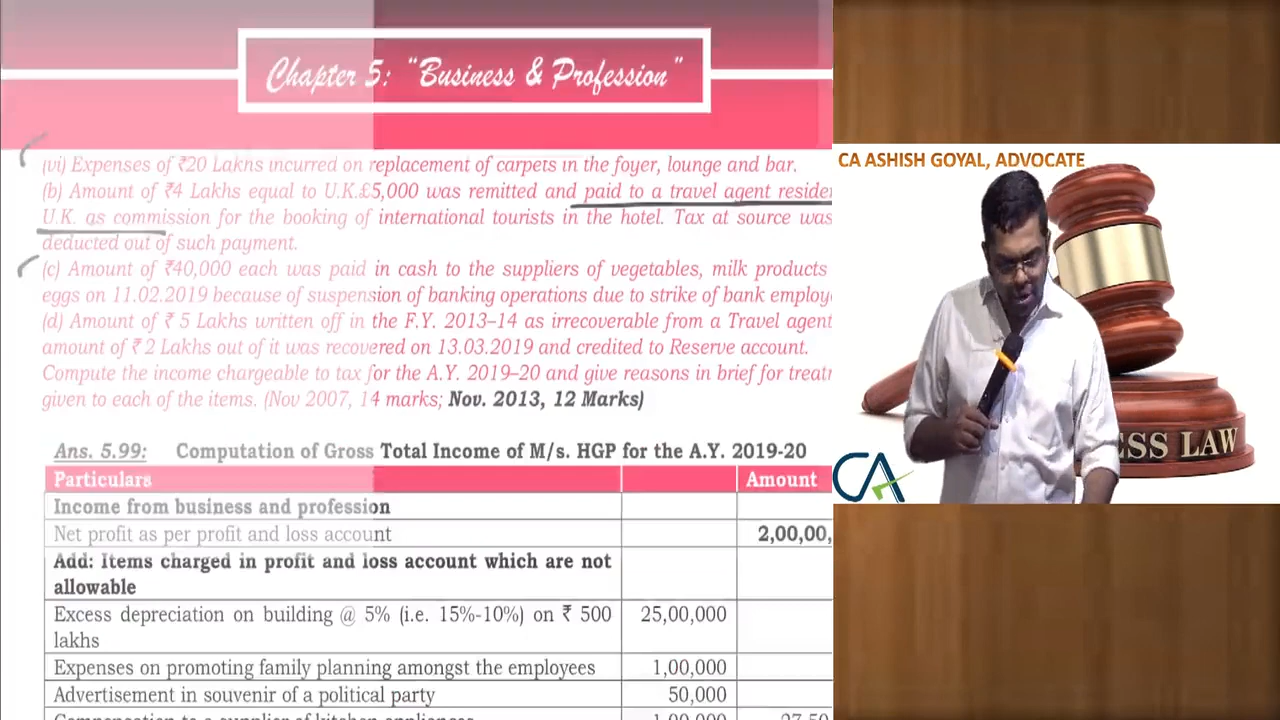 Chapter 5: "Business & Profession"
(vi) Expenses of ₹20 Lakhs incurred on replacement of carpets in the foyer, lounge and bar.
(b) Amount of ₹4 Lakhs equal to U.K.£5,000 was remitted and paid to a travel agent
U.K. as commission for the booking of international tourists in the hotel. Tax at source was
deducted out of such payment.
(c) Amount of ₹40,000 each was paid in cash to the suppliers of vegetables, milk products
eggs on 11.02.2019 because of suspension of banking operations due to strike of bank
(d) Amount of ₹ 5 Lakhs written off in the F.Y. 2013–14 as irrecoverable from a Travel agent
amount of ₹ 2 Lakhs out of it was recovered on 13.03.2019 and credited to Reserve account.
Compute the income chargeable to tax for the A.Y. 2019–20 and give reasons in brief for
given to each of the items. (Nov 2007, 14 marks; Nov. 2013, 12 Marks)
Ans. 5.99: Computation of Gross Total Income of M/s. HGP for the A.Y. 2019-20
Particulars Amount
Income from business and profession
Net profit as per profit and loss account 2,00,00,
Add: Items charged in profit and loss account which are not
allowable
Excess depreciation on building @ 5% (i.e. 15%-10%) on ₹ 500 25,00,000
lakhs
Expenses on promoting family planning amongst the employees 1,00,000
Advertisement in souvenir of a political party 50,000
Compensation to a supplier of kitchen appliances 1,00,000 27,50
CA ASHISH GOYAL, ADVOCATE
ESS LAW
CA